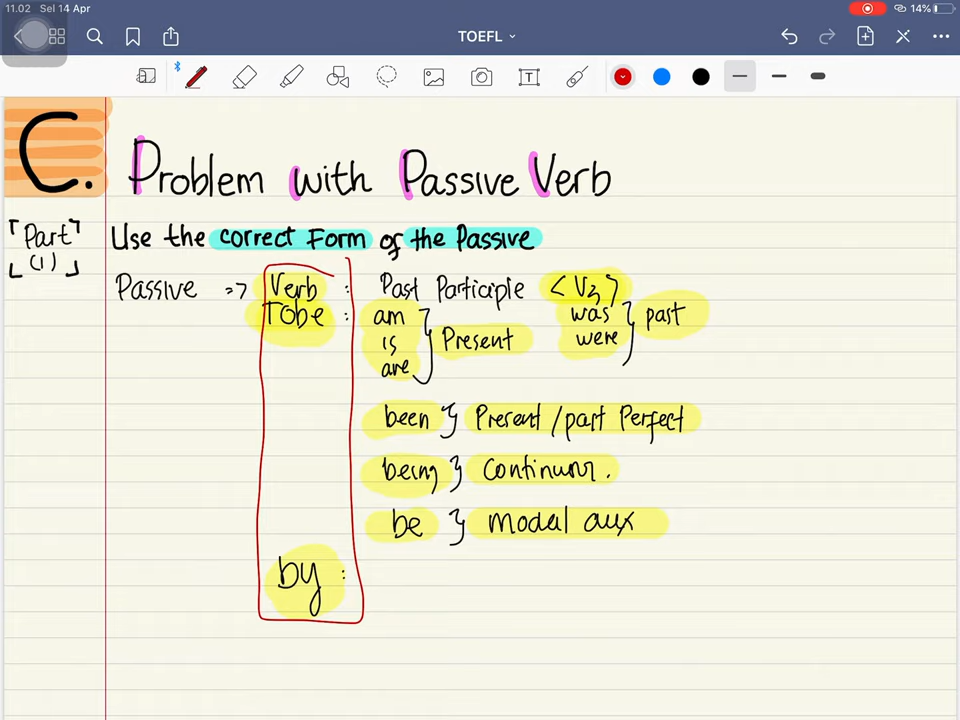 11.02 Sel 14 Apr
14%
TOEFL
T
C. Problem with Passive Verb
Part (1)
Use the correct Form of the Passive
Passive => Verb : Past Participle <V3>
Tobe : am was
is Present were past
are
been } Present/part Perfect
being } continuous.
be } modal aux
by :